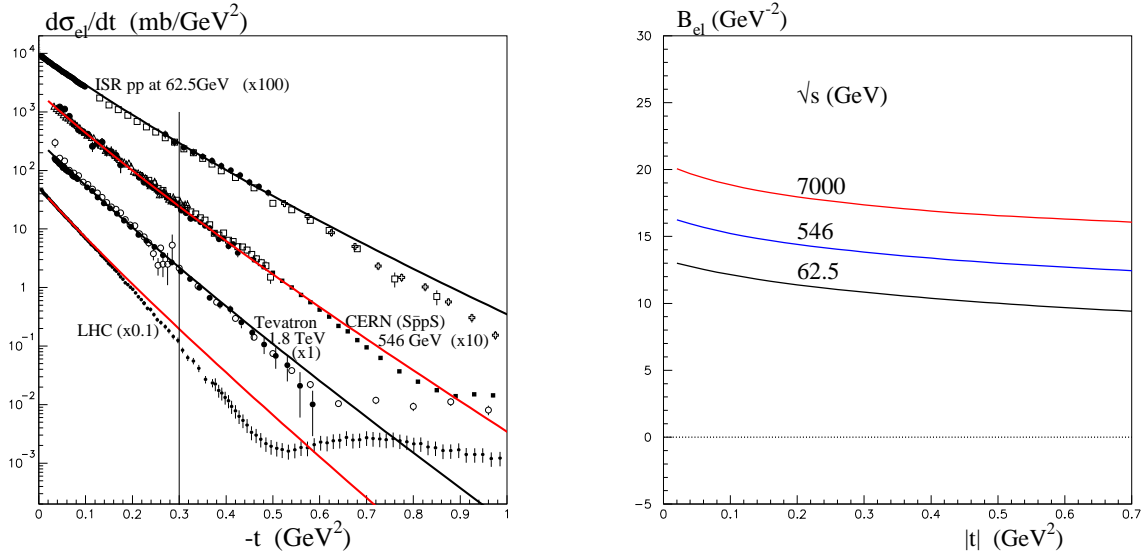 dσel/dt (mb/GeV²)
10⁴
10³
10²
10
1
10⁻¹
10⁻²
10⁻³
ISR pp at 62.5GeV (x100)
LHC (x0.1)
Tevatron
1.8 TeV
(x1)
CERN (Sp̄pS)
546 GeV (x10)
0 0.1 0.2 0.3 0.4 0.5 0.6 0.7 0.8 0.9 1
-t (GeV²)
Bel (GeV⁻²)
30
25
20
15
10
5
0
-5
√s (GeV)
7000
546
62.5
0 0.1 0.2 0.3 0.4 0.5 0.6 0.7
|t| (GeV²)